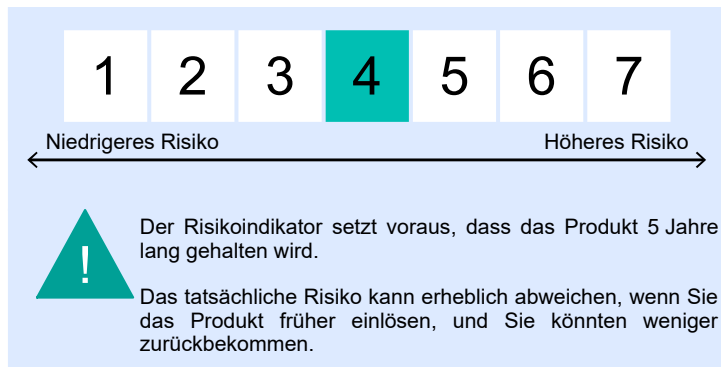 1 2 3 4 5 6 7
Niedrigeres Risiko Höheres Risiko
!
Der Risikoindikator setzt voraus, dass das Produkt 5 Jahre
lang gehalten wird.
Das tatsächliche Risiko kann erheblich abweichen, wenn Sie
das Produkt früher einlösen, und Sie könnten weniger
zurückbekommen.